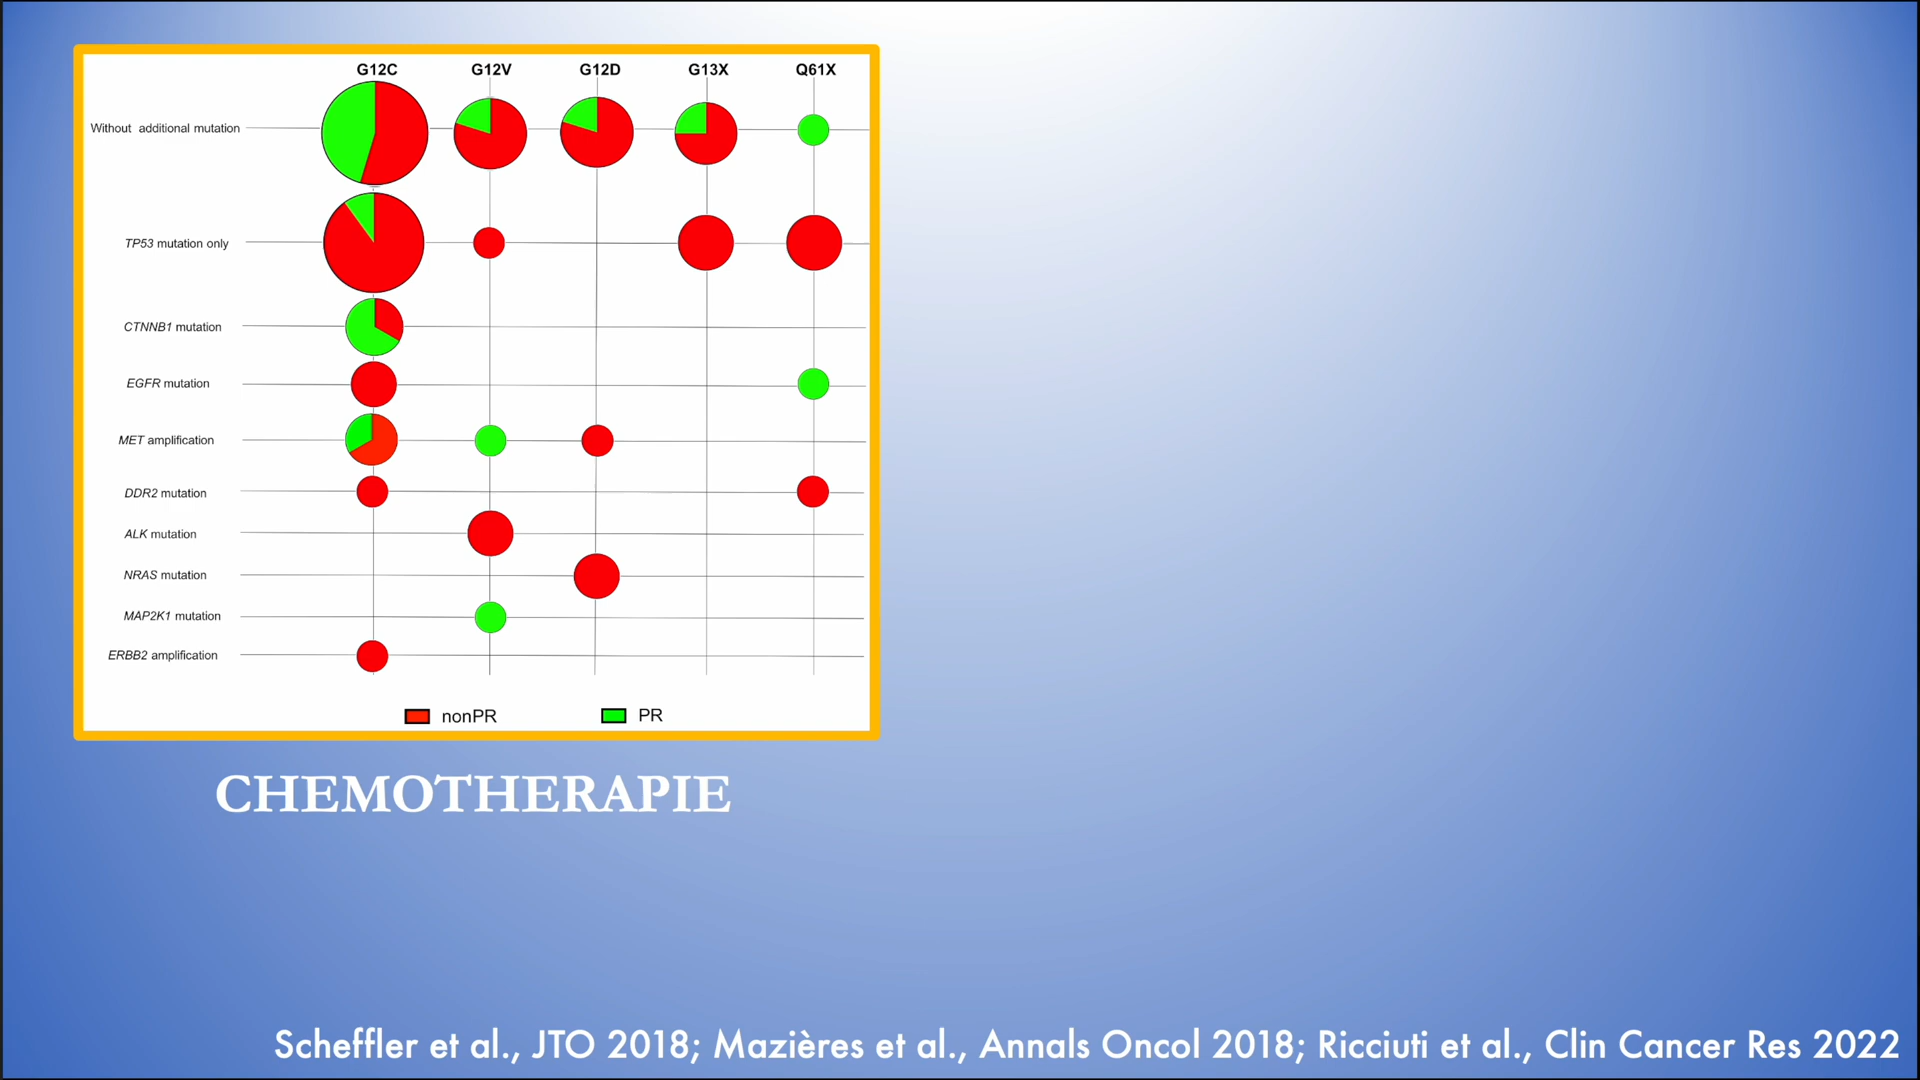 G12C G12V G12D G13X Q61X
Without additional mutation
TP53 mutation only
CTNNB1 mutation
EGFR mutation
MET amplification
DDR2 mutation
ALK mutation
NRAS mutation
MAP2K1 mutation
ERBB2 amplification
nonPR PR
CHEMOTHERAPIE
Scheffler et al., JTO 2018; Mazières et al., Annals Oncol 2018; Ricciuti et al., Clin Cancer Res 2022